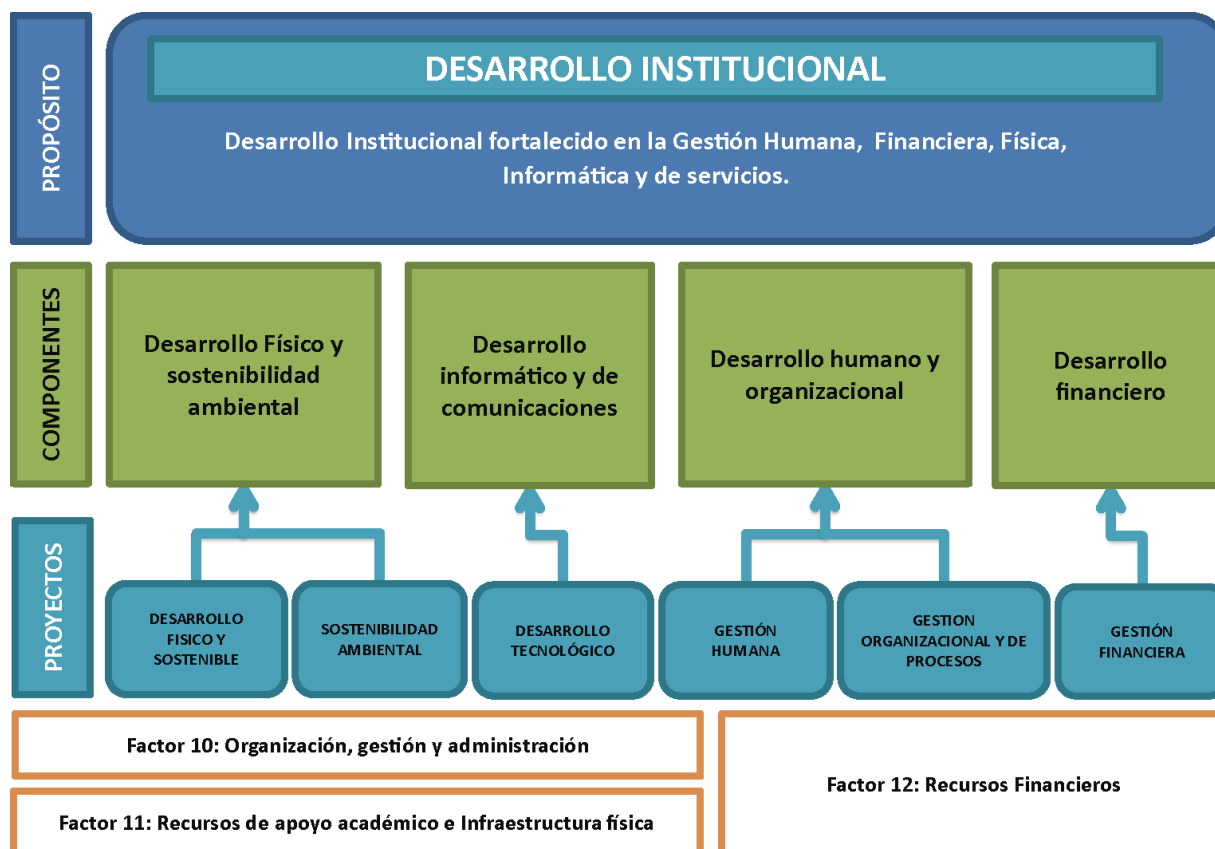 PROPÓSITO
DESARROLLO INSTITUCIONAL
Desarrollo Institucional fortalecido en la Gestión Humana, Financiera, Física,
Informática y de servicios.
COMPONENTES
Desarrollo Físico y
sostenibilidad
ambiental
Desarrollo
informático y de
comunicaciones
Desarrollo humano y
organizacional
Desarrollo
financiero
PROYECTOS
DESARROLLO
FISICO Y
SOSTENIBLE
SOSTENIBILIDAD
AMBIENTAL
DESARROLLO
TECNOLÓGICO
GESTIÓN
HUMANA
GESTION
ORGANIZACIONAL Y DE
PROCESOS
GESTIÓN
FINANCIERA
Factor 10: Organización, gestión y administración
Factor 11: Recursos de apoyo académico e Infraestructura física
Factor 12: Recursos Financieros